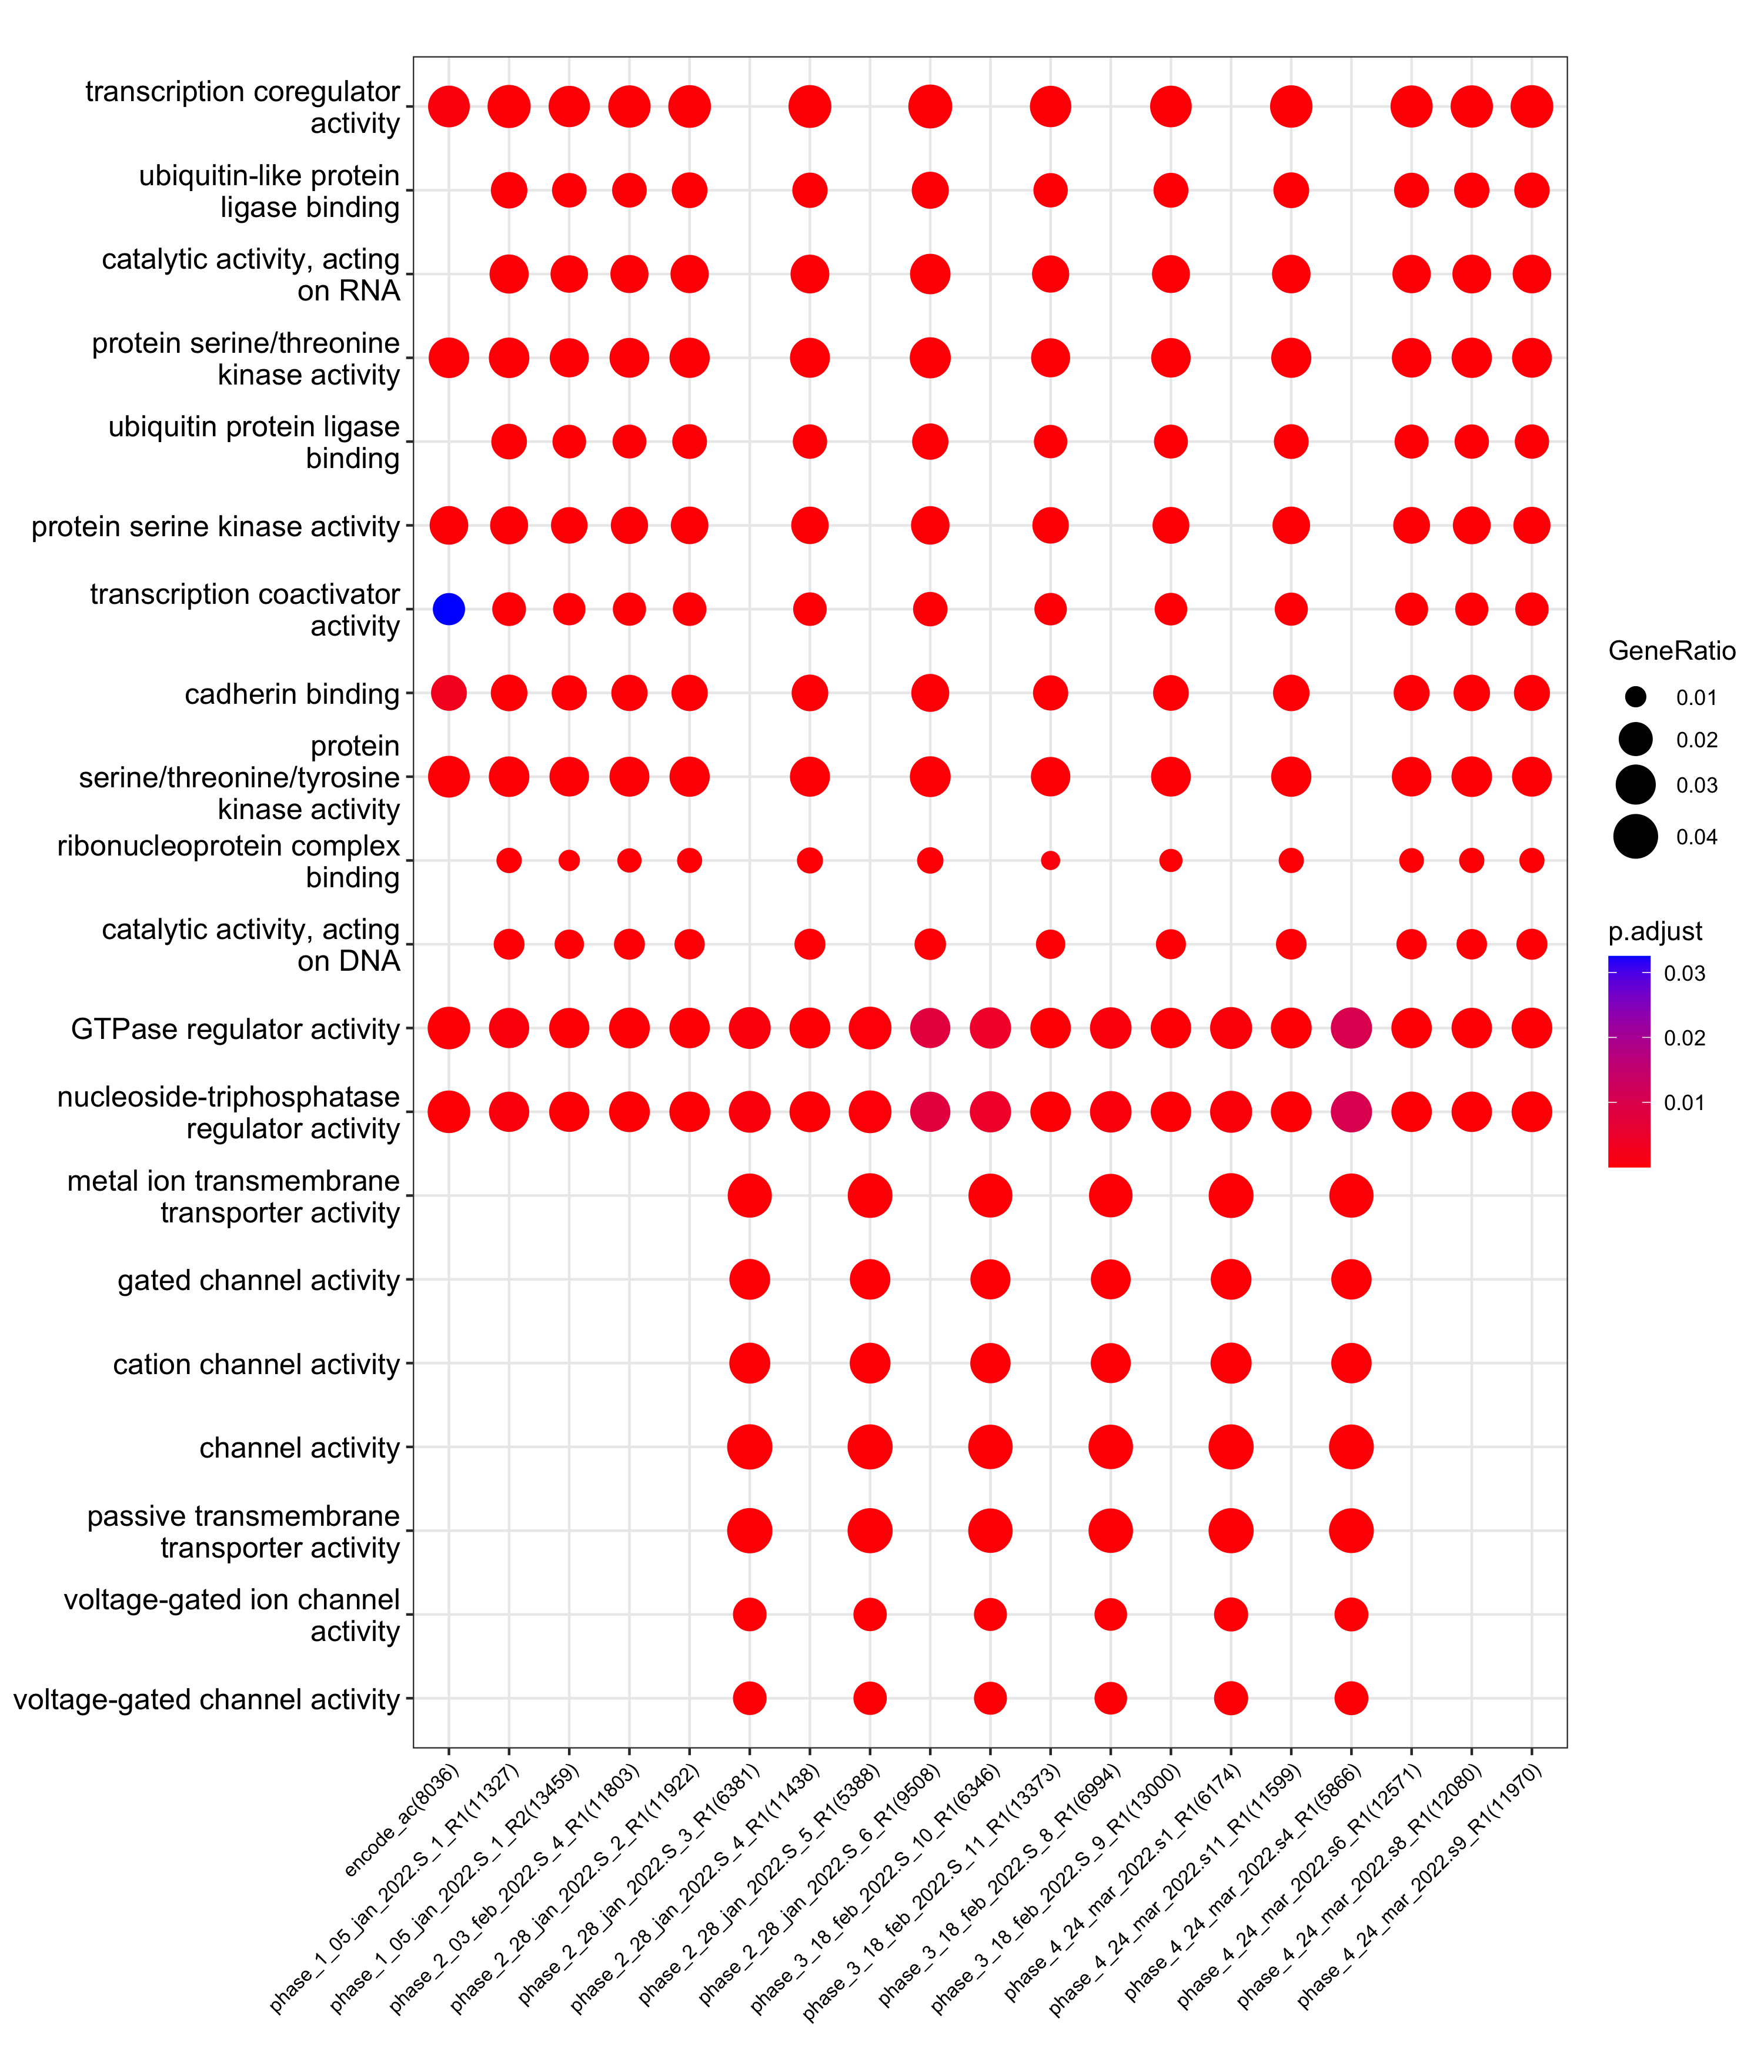 transcription coregulator
activity
ubiquitin-like protein
ligase binding
catalytic activity, acting
on RNA
protein serine/threonine
kinase activity
ubiquitin protein ligase
binding
protein serine kinase activity
transcription coactivator
activity
cadherin binding
protein
serine/threonine/tyrosine
kinase activity
ribonucleoprotein complex
binding
catalytic activity, acting
on DNA
GTPase regulator activity
nucleoside-triphosphatase
regulator activity
metal ion transmembrane
transporter activity
gated channel activity
cation channel activity
channel activity
passive transmembrane
transporter activity
voltage-gated ion channel
activity
voltage-gated channel activity
encode_ac(8036)
phase_1_05_jan_2022.S_1_R1(11327)
phase_1_05_jan_2022.S_1_R2(13459)
phase_2_03_feb_2022.S_4_R1(11803)
phase_2_28_jan_2022.S_2_R1(11922)
phase_2_28_jan_2022.S_3_R1(6381)
phase_2_28_jan_2022.S_4_R1(11438)
phase_2_28_jan_2022.S_5_R1(5388)
phase_2_28_jan_2022.S_6_R1(9508)
phase_3_18_feb_2022.S_10_R1(6346)
phase_3_18_feb_2022.S_11_R1(13373)
phase_3_18_feb_2022.S_8_R1(6994)
phase_3_18_feb_2022.S_9_R1(13000)
phase_4_24_mar_2022.s1_R1(6174)
phase_4_24_mar_2022.s11_R1(11599)
phase_4_24_mar_2022.s4_R1(5866)
phase_4_24_mar_2022.s6_R1(12571)
phase_4_24_mar_2022.s8_R1(12080)
phase_4_24_mar_2022.s9_R1(11970)
GeneRatio
0.01
0.02
0.03
0.04
p.adjust
0.03
0.02
0.01